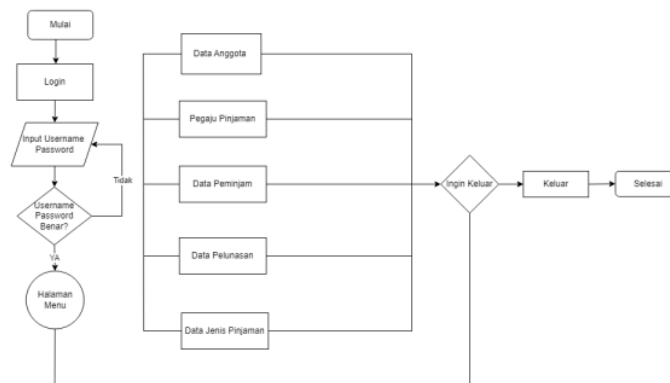 Mulai
Login
Input Username
Password
Tidak
Username
Password
Benar?
YA
Halaman
Menu
Data Anggota
Pegaju Pinjaman
Data Peminjam
Data Pelunasan
Data Jenis Pinjaman
Ingin Keluar
Keluar
Selesai